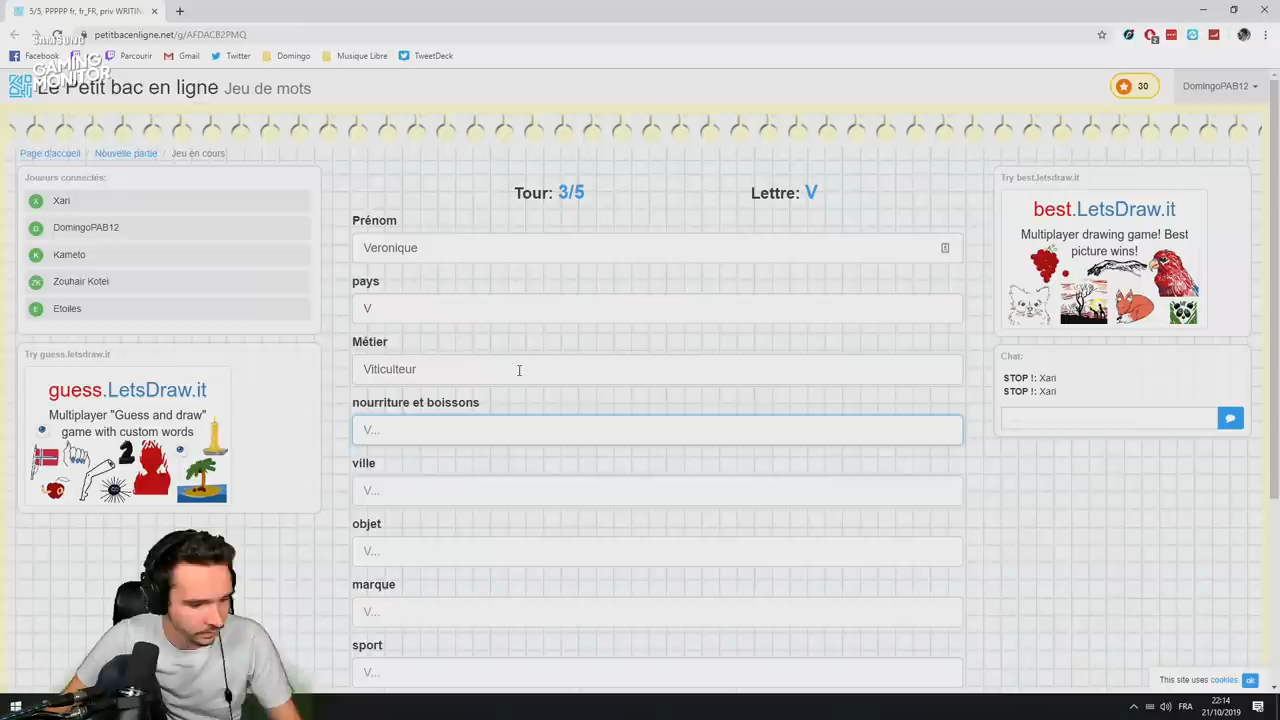 5/5, PPPPP fr, fr_FR, priv WRITIN
petitbacenligne.net/g/AFDACB2PMQ
2
SAMSUNG
GAMING
MONITOR
Facebook
Parcourir
Gmail
Twitter
Domingo
Musique Libre
TweetDeck
Le Petit bac en ligne Jeu de mots
30
DomingoPAB12
Page d'accueil / Nouvelle partie / Jeu en cours
Joueurs connectés:
X Xari
D DomingoPAB12
K Kameto
ZK Zouhair Kotei
E Etoiles
Try guess.letsdraw.it
guess.LetsDraw.it
Multiplayer "Guess and draw"
game with custom words
Tour: 3/5
Lettre: V
Prénom
Veronique
pays
V
Métier
Viticulteur
nourriture et boissons
V...
ville
V...
objet
V...
marque
V...
sport
V...
Try best.letsdraw.it
best.LetsDraw.it
Multiplayer drawing game! Best
picture wins!
Chat:
STOP !: Xari
STOP !: Xari
This site uses cookies. ok
FRA
22:14
21/10/2019